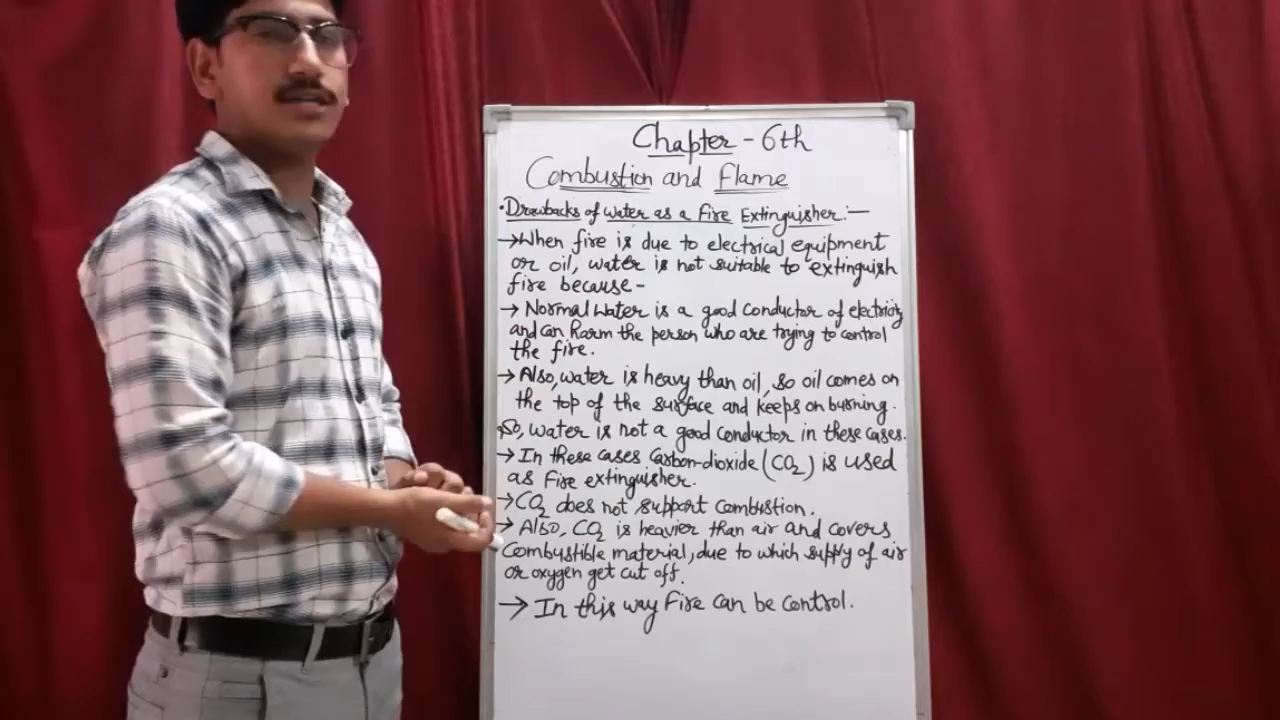 Chapter - 6th
Combustion and Flame
• Drawbacks of water as a Fire Extinguisher:—
→ When fire is due to electrical equipment
or oil, water is not suitable to extinguish
fire because -
→ Normal water is a good conductor of electricity
and can harm the person who are trying to control
the fire.
→ Also, water is heavy than oil, so oil comes on
the top of the surface and keeps on burning.
So, water is not a good conductor in these cases.
→ In these cases Carbon-dioxide (CO₂) is used
as Fire extinguisher.
→ CO₂ does not support combustion.
→ Also, CO₂ is heavier than air and covers
Combustible material, due to which supply of air
or oxygen get cut off.
→ In this way Fire can be control.